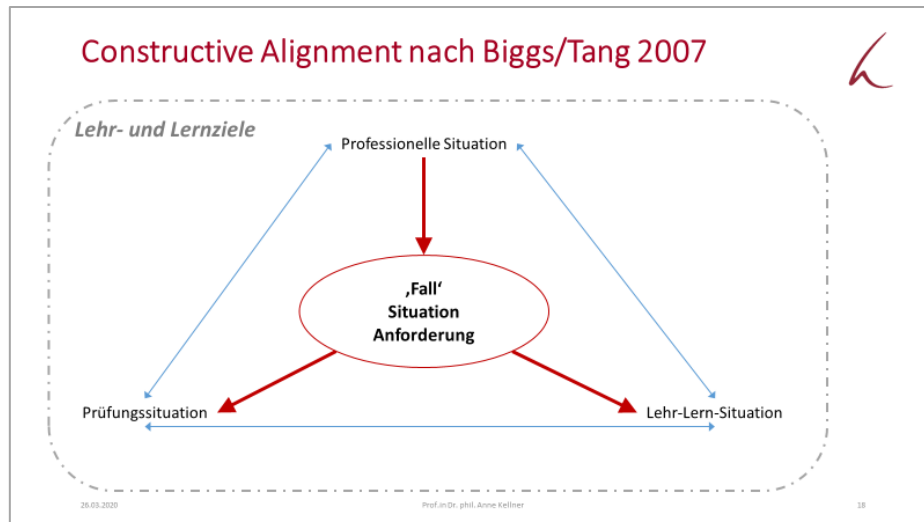 Constructive Alignment nach Biggs/Tang 2007
Lehr- und Lernziele
Professionelle Situation
‚Fall‘
Situation
Anforderung
Prüfungssituation
Lehr-Lern-Situation
26.03.2020
Prof.in Dr. phil. Anne Kellner
18